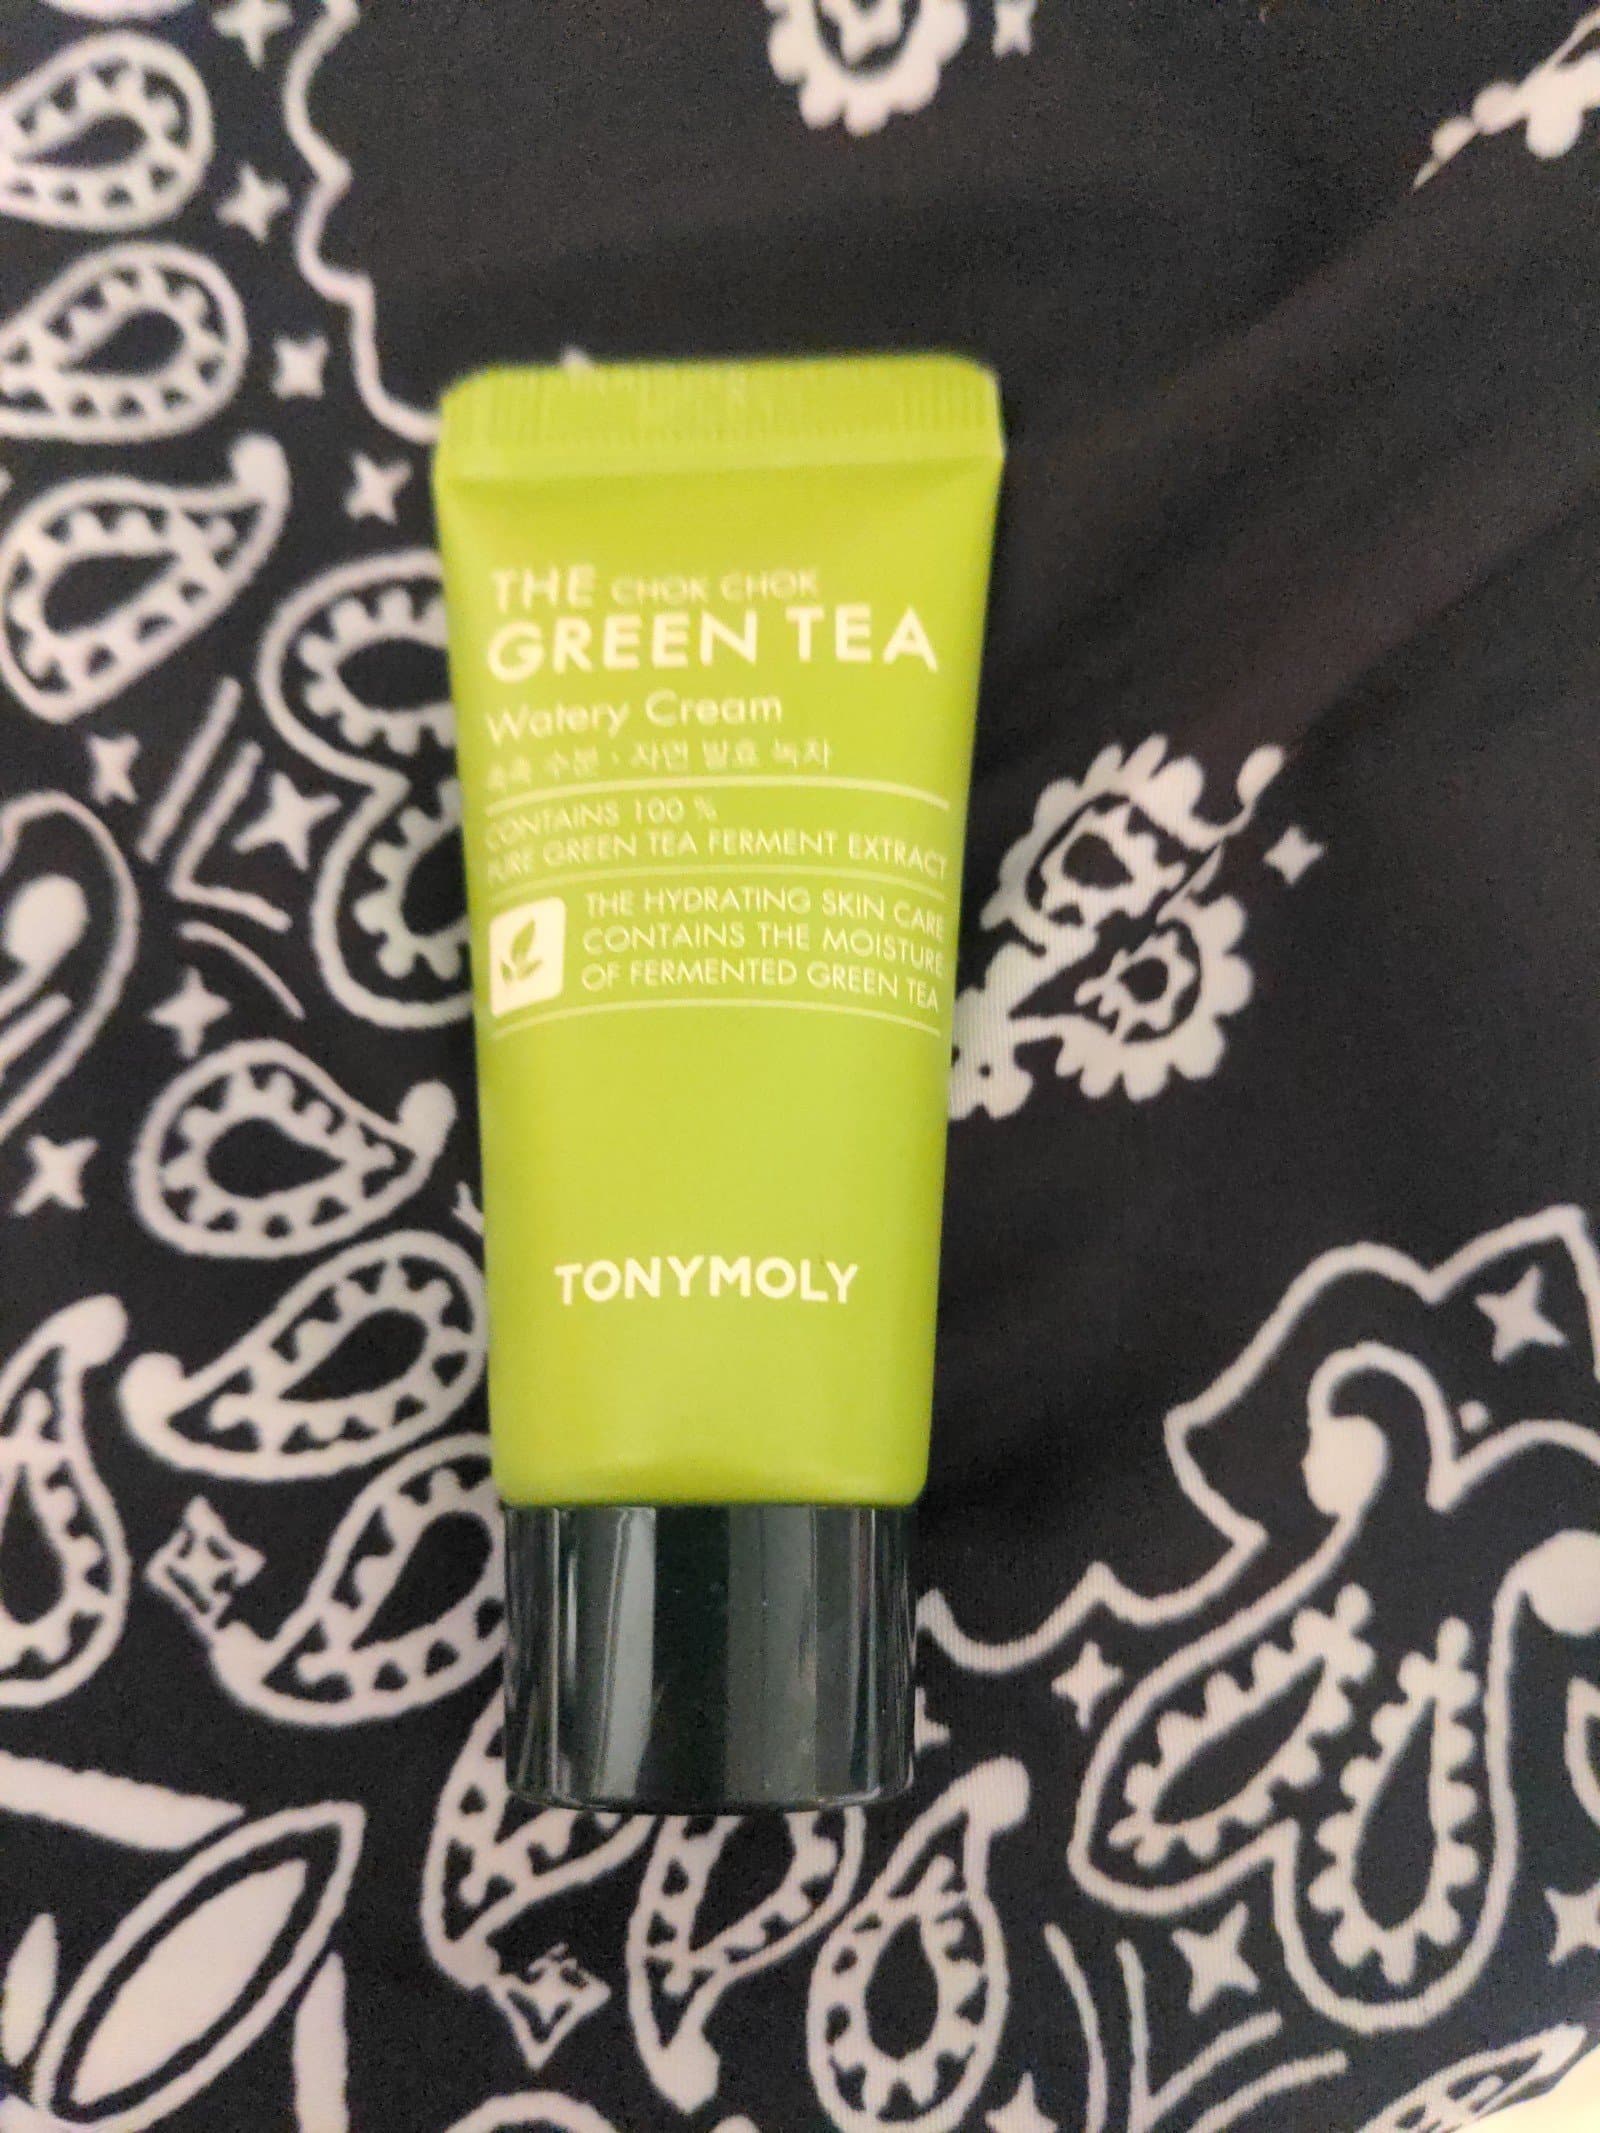 THE CHOK CHOK
GREEN TEA
Watery Cream
촉촉 수분 · 자연 발효 녹차
CONTAINS 100 %
PURE GREEN TEA FERMENT EXTRACT
THE HYDRATING SKIN CARE
CONTAINS THE MOISTURE
OF FERMENTED GREEN TEA
TONYMOLY